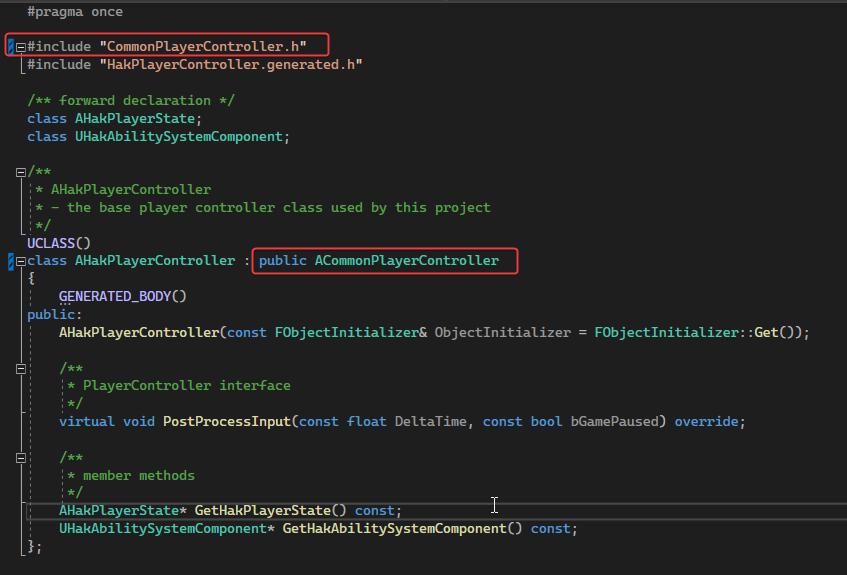 #pragma once
#include "CommonPlayerController.h"
#include "HakPlayerController.generated.h"
/** forward declaration */
class AHakPlayerState;
class UHakAbilitySystemComponent;
/**
* AHakPlayerController
* - the base player controller class used by this project
*/
UCLASS()
class AHakPlayerController : public ACommonPlayerController
{
GENERATED_BODY()
public:
AHakPlayerController(const FObjectInitializer& ObjectInitializer = FObjectInitializer::Get());
/**
* PlayerController interface
*/
virtual void PostProcessInput(const float DeltaTime, const bool bGamePaused) override;
/**
* member methods
*/
AHakPlayerState* GetHakPlayerState() const;
UHakAbilitySystemComponent* GetHakAbilitySystemComponent() const;
};